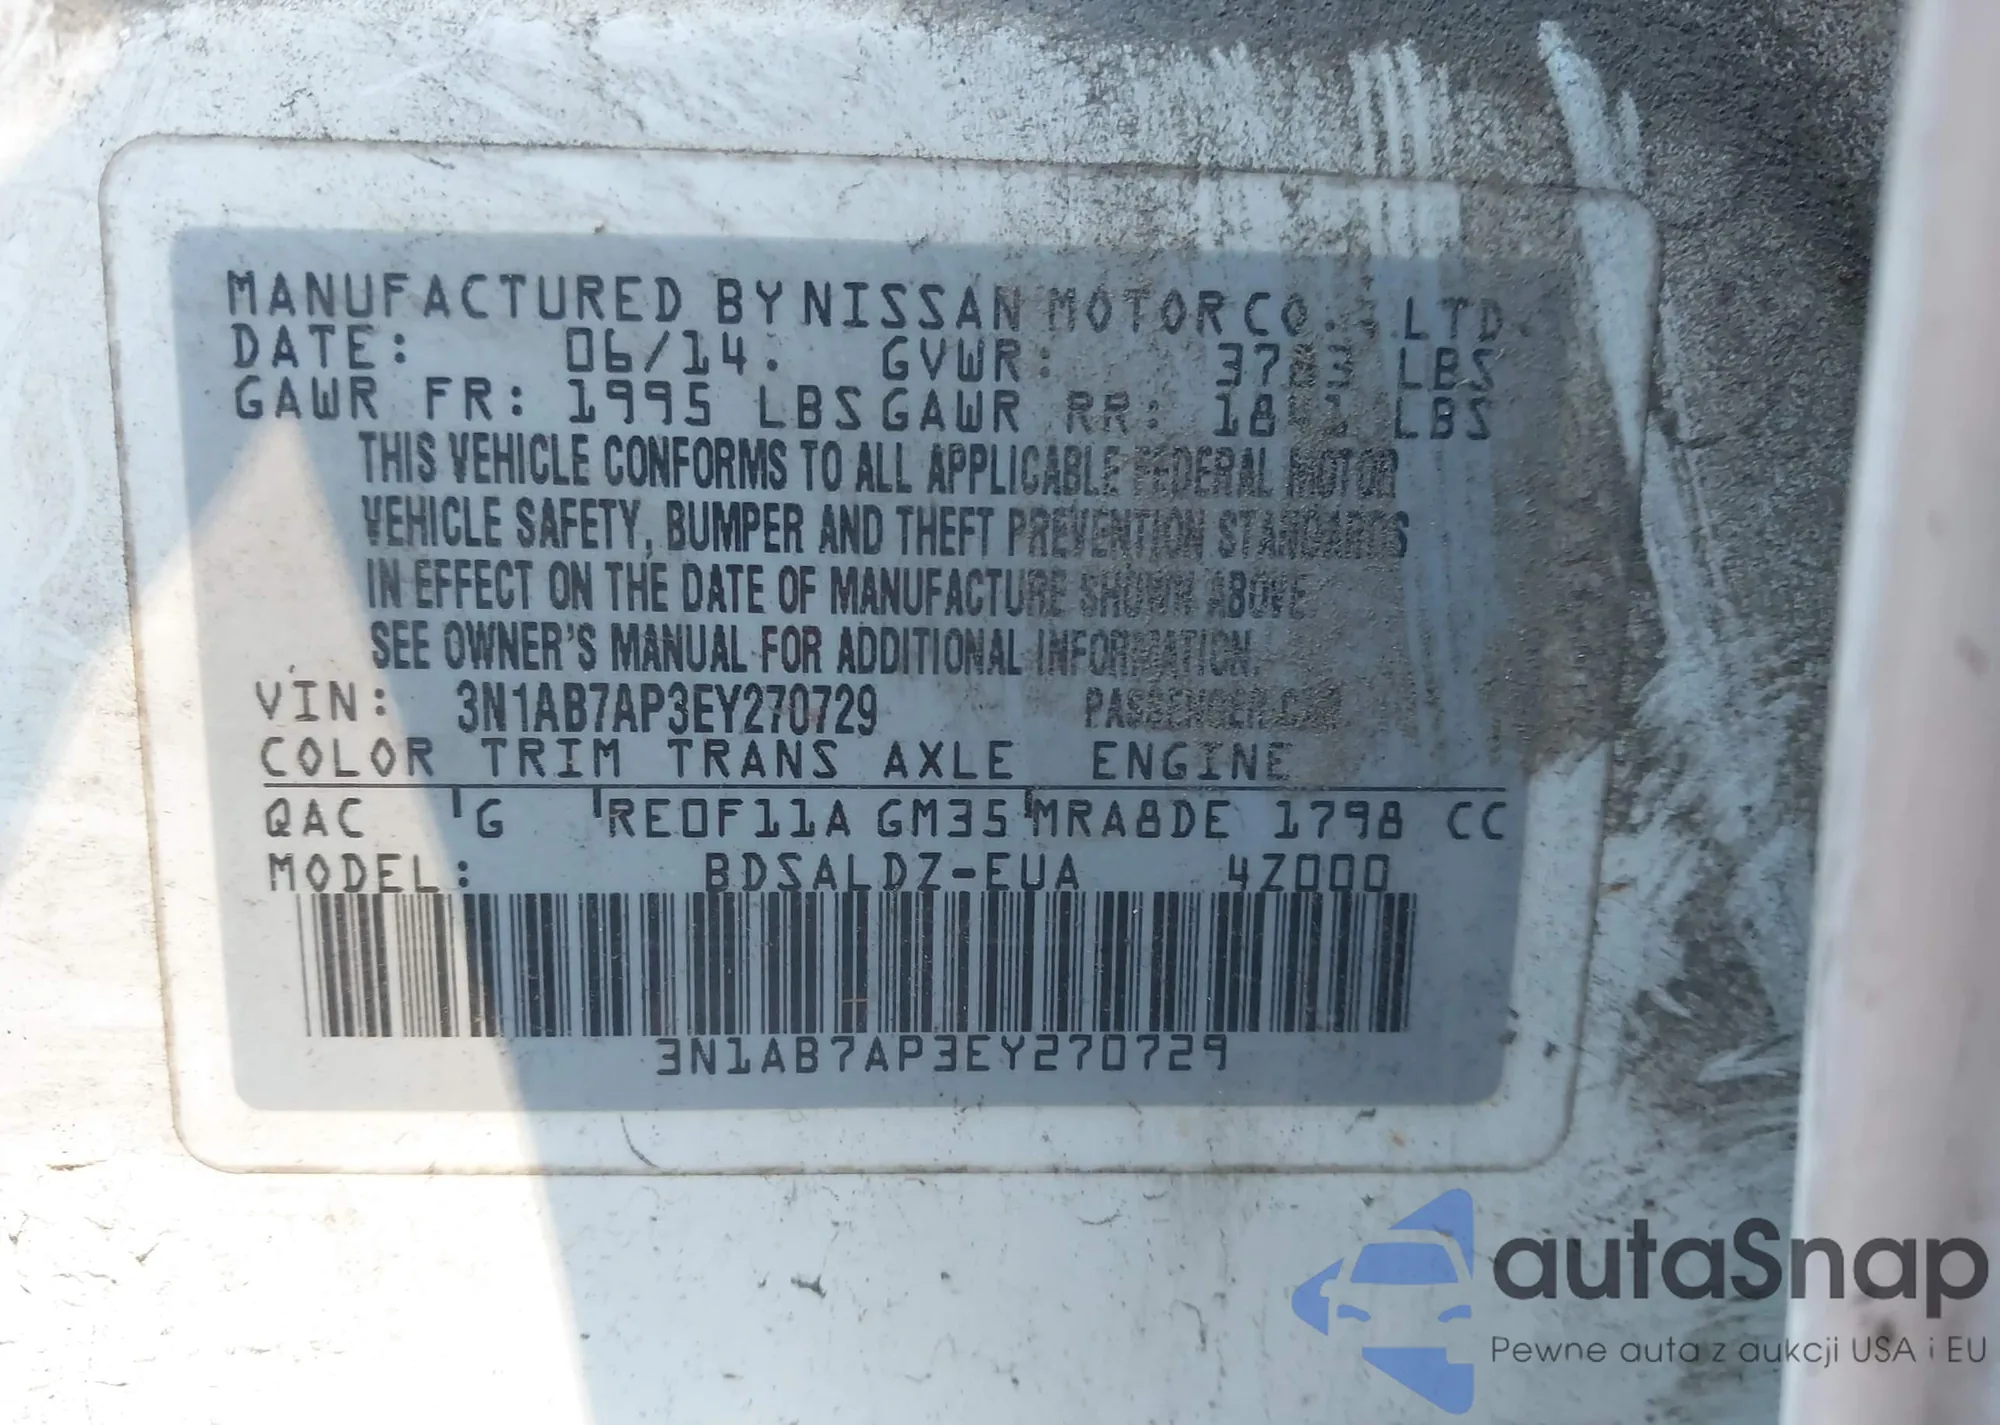 MANUFACTURED BY NISSAN MOTOR CO., LTD.
DATE: 06/14. GVWR: LBS
GAWR FR: 1995 LBS GAWR RR: LBS
THIS VEHICLE CONFORMS TO ALL APPLICABLE FEDERAL MOTOR
VEHICLE SAFETY, BUMPER AND THEFT PREVENTION STANDARDS
IN EFFECT ON THE DATE OF MANUFACTURE SHOWN ABOVE
SEE OWNER'S MANUAL FOR ADDITIONAL INFORMATION.
VIN: 3N1AB7AP3EY270729 PASSENGER CAR
COLOR TRIM TRANS AXLE ENGINE
QAC G RE0F11A GM35 MRA8DE 1798 CC
MODEL: BDSALDZ-EUA 4Z000
3N1AB7AP3EY270729
autaSnap
Pewne auta z aukcji USA i EU